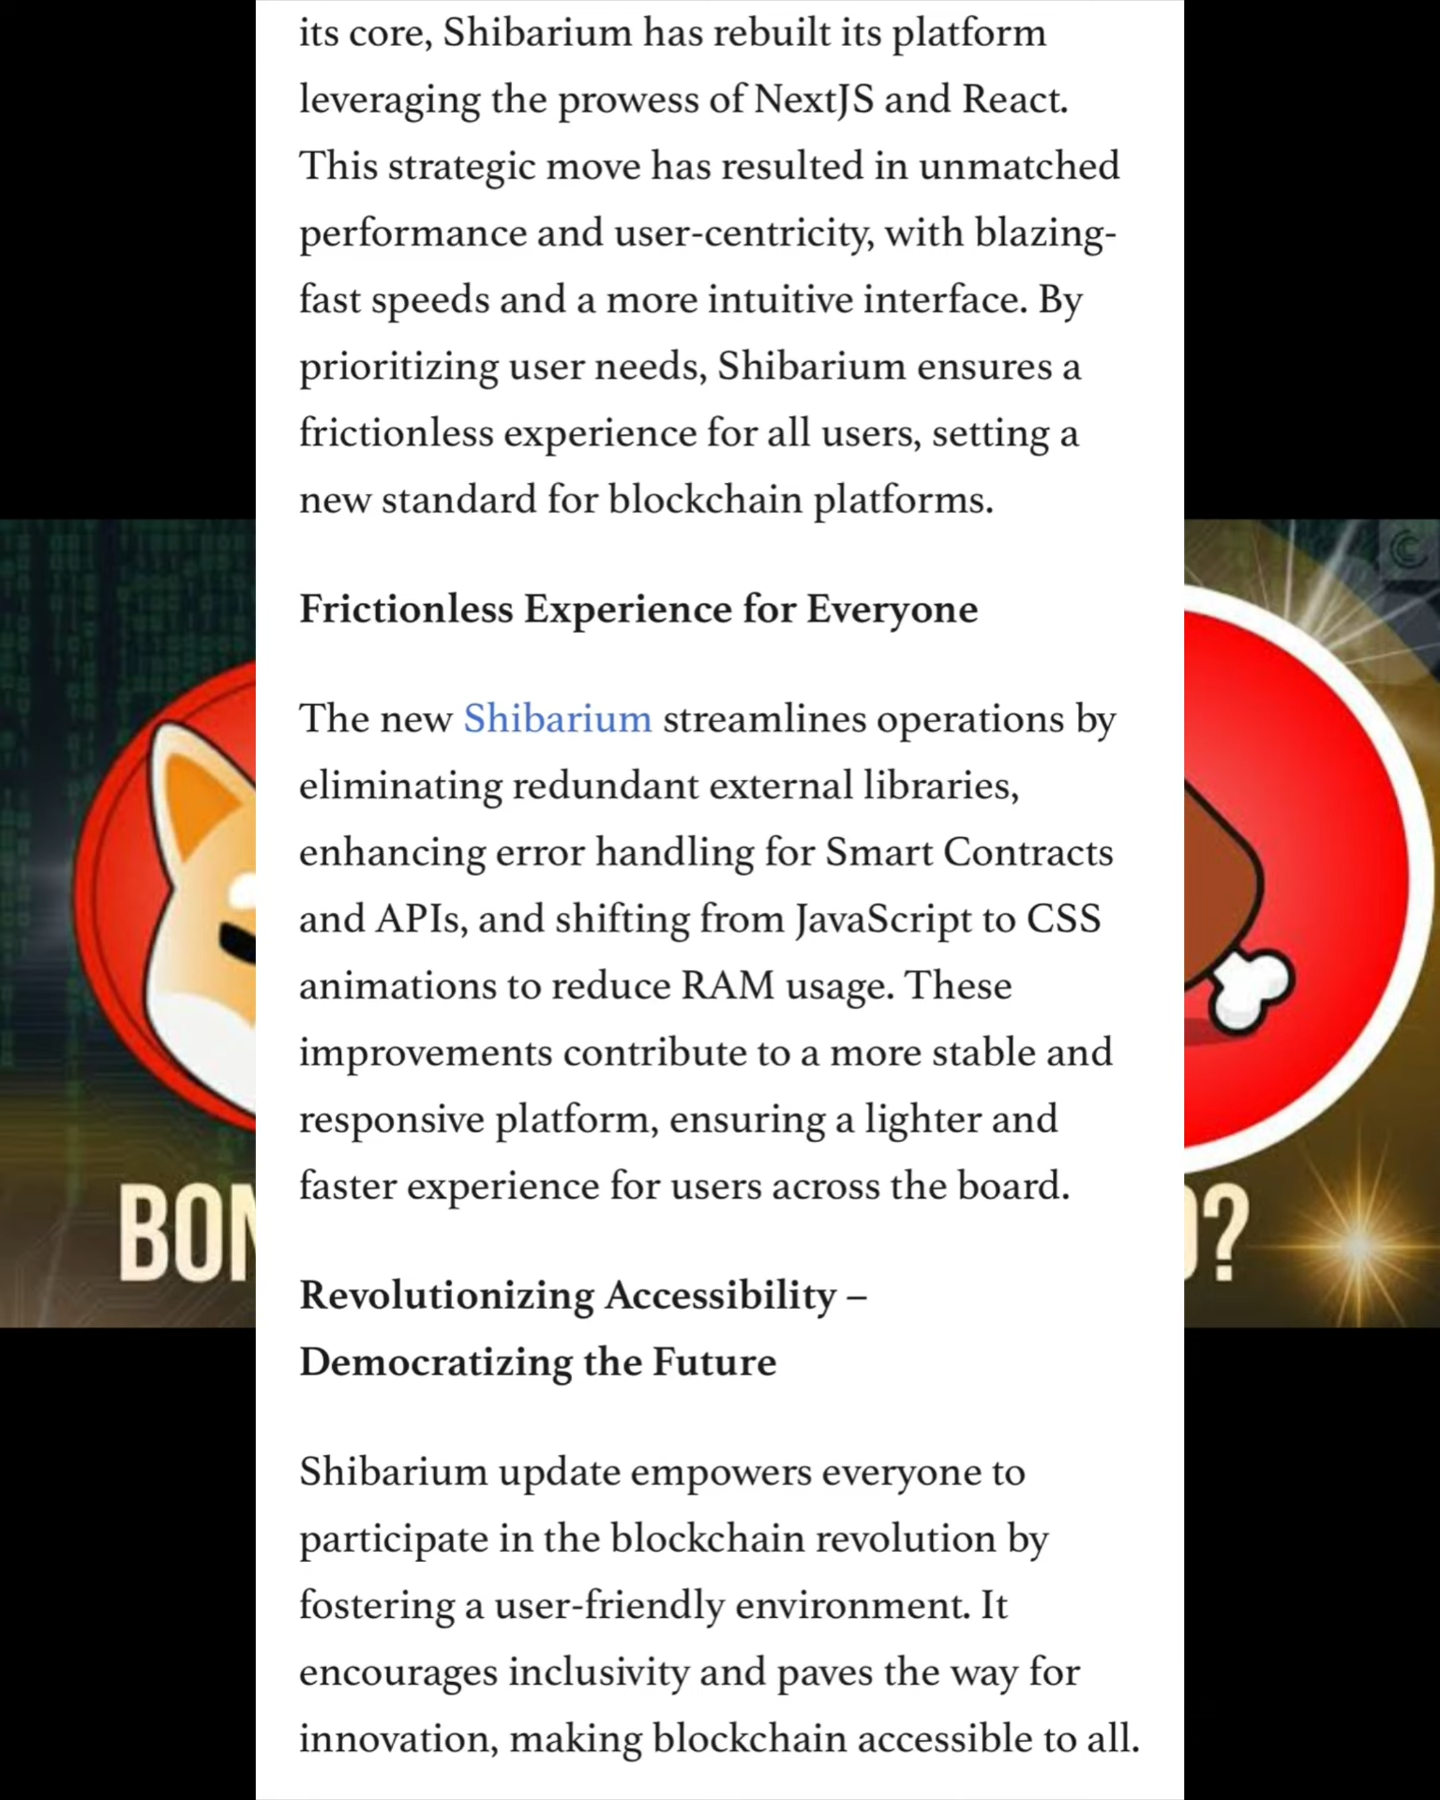 its core, Shibarium has rebuilt its platform
leveraging the prowess of NextJS and React.
This strategic move has resulted in unmatched
performance and user-centricity, with blazing-
fast speeds and a more intuitive interface. By
prioritizing user needs, Shibarium ensures a
frictionless experience for all users, setting a
new standard for blockchain platforms.
Frictionless Experience for Everyone
The new Shibarium streamlines operations by
eliminating redundant external libraries,
enhancing error handling for Smart Contracts
and APIs, and shifting from JavaScript to CSS
animations to reduce RAM usage. These
improvements contribute to a more stable and
responsive platform, ensuring a lighter and
faster experience for users across the board.
Revolutionizing Accessibility –
Democratizing the Future
Shibarium update empowers everyone to
participate in the blockchain revolution by
fostering a user-friendly environment. It
encourages inclusivity and paves the way for
innovation, making blockchain accessible to all.